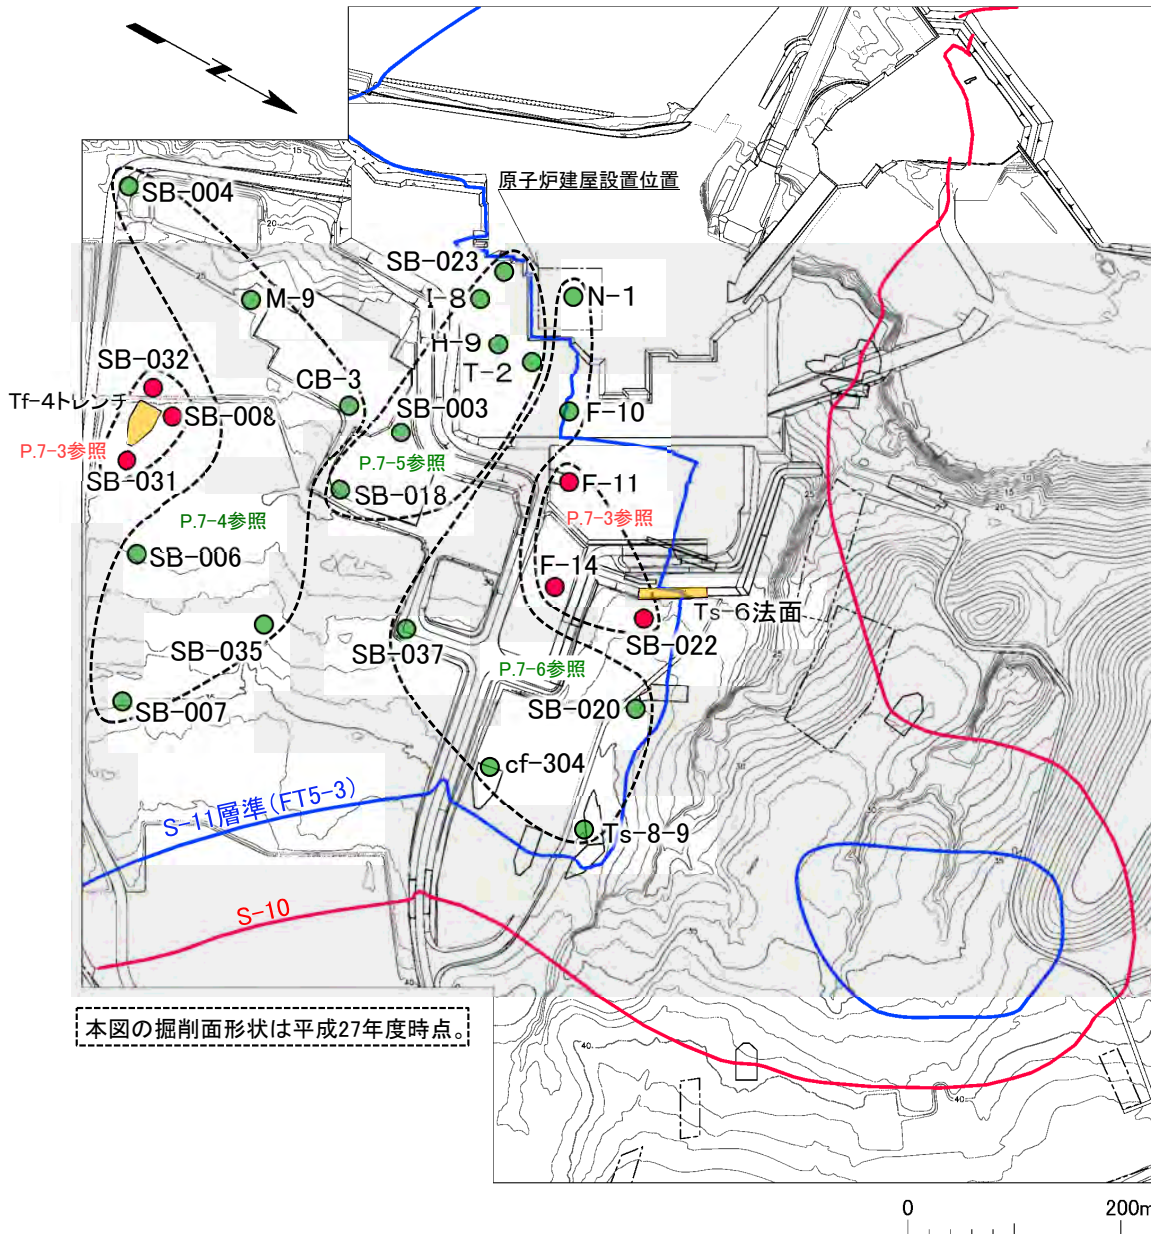 原子炉建屋設置位置
SB-004
SB-023
M-9
I-8
N-1
H-9
SB-032
T-2
CB-3
Tf-4トレンチ
SB-008
SB-003
F-10
P.7-3参照
P.7-5参照
SB-031
SB-018
F-11
P.7-4参照
P.7-3参照
SB-006
F-14
Ts-6法面
SB-035
SB-037
SB-022
P.7-6参照
SB-007
SB-020
cf-304
S-11層準(FT5-3)
Ts-8-9
S-10
本図の掘削面形状は平成27年度時点。
0 200m